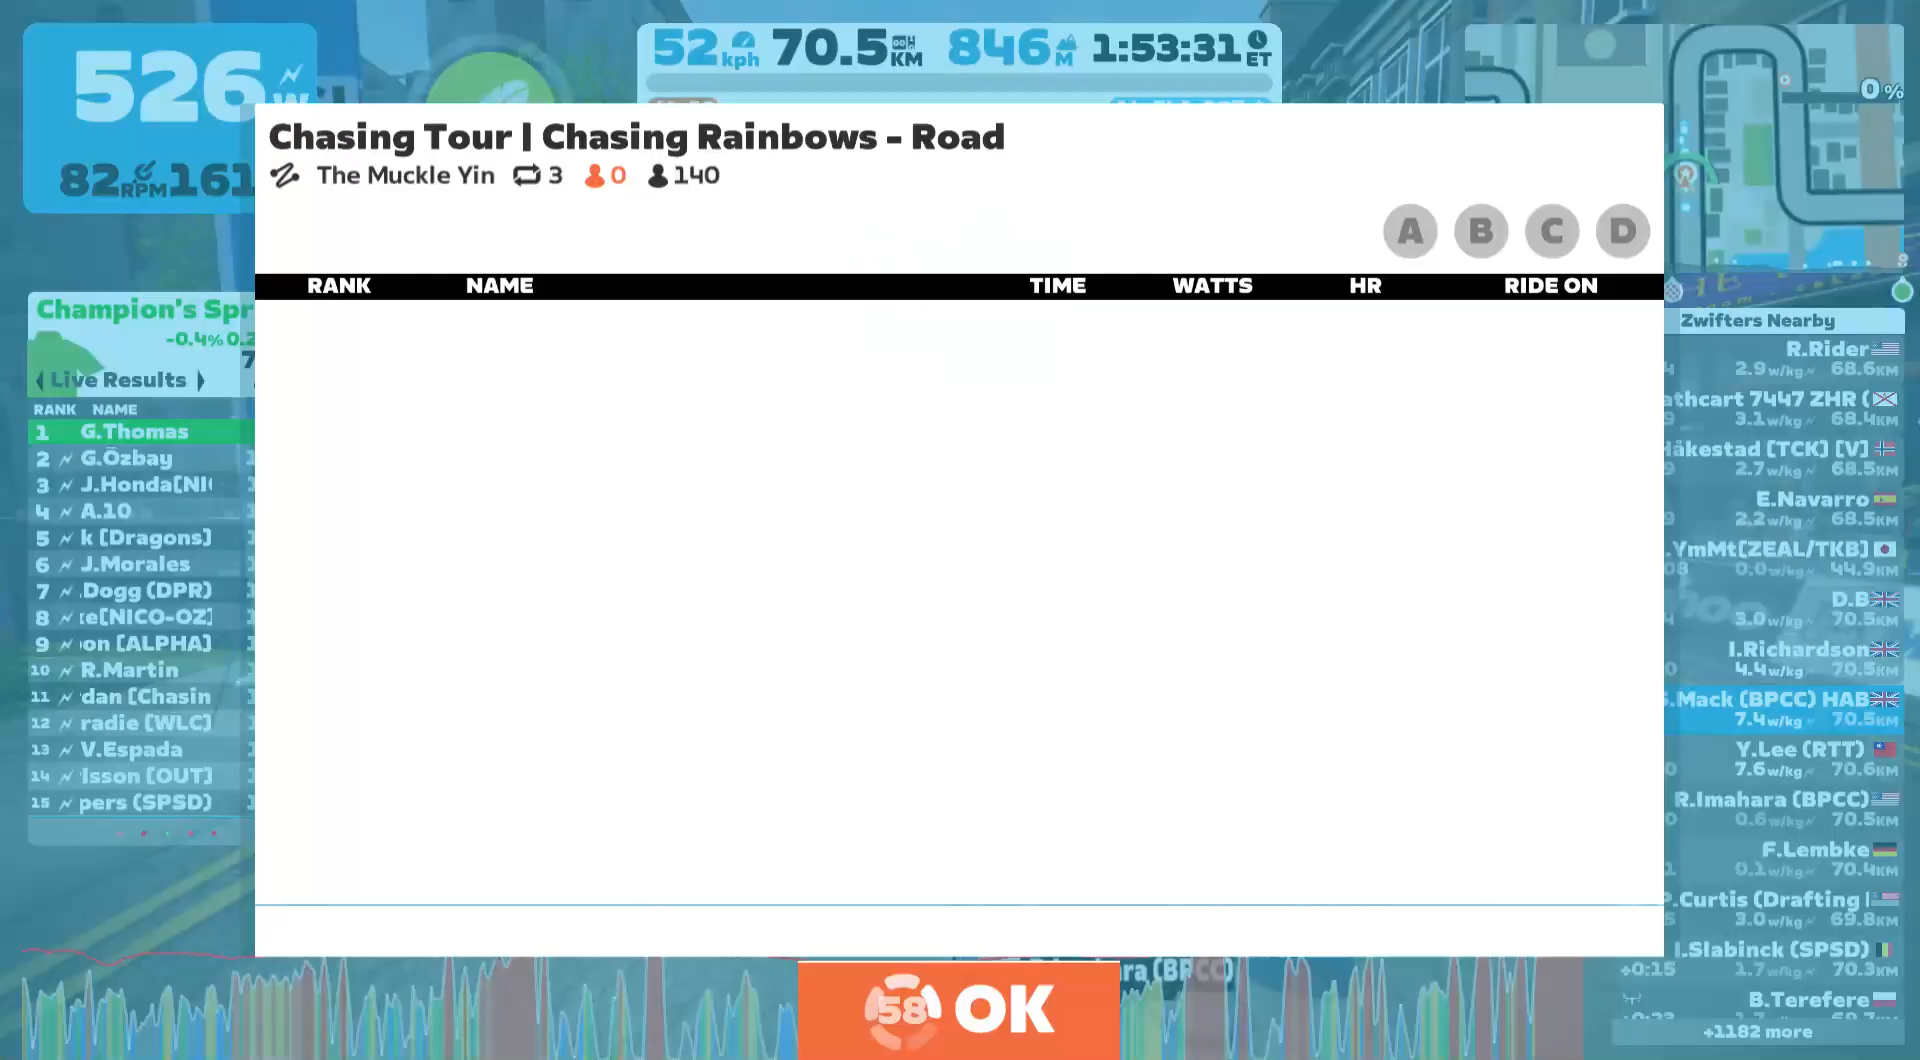 526 W
82 RPM 161
52 kph 70.5 KM 846 M 1:53:31 ET
0 %
Chasing Tour | Chasing Rainbows - Road
The Muckle Yin 3 0 140
A B C D
RANK NAME TIME WATTS HR RIDE ON
Champion's Spr
-0.4% 0.2
Live Results
RANK NAME
1 G.Thomas
2 G.Özbay
3 J.Honda[NI
4 A.10
5 k [Dragons]
6 J.Morales
7 .Dogg (DPR)
8 ke[NICO-OZ]
9 on [ALPHA]
10 R.Martin
11 dan [Chasin
12 radie [WLC]
13 V.Espada
14 lsson [OUT]
15 pers (SPSD)
Zwifters Nearby
R.Rider
2.9 w/kg 68.6 KM
athcart 7447 ZHR (
3.1 w/kg 68.4 KM
Håkestad [TCK] [V]
2.7 w/kg 68.5 KM
E.Navarro
2.2 w/kg 68.5 KM
.YmMt[ZEAL/TKB]
08 0.0 w/kg 44.9 KM
D.B
3.0 w/kg 70.5 KM
I.Richardson
4.4 w/kg 70.5 KM
S.Mack (BPCC) HAB
7.4 w/kg 70.5 KM
Y.Lee (RTT)
7.6 w/kg 70.6 KM
R.Imahara (BPCC)
0.6 w/kg 70.5 KM
F.Lembke
0.1 w/kg 70.4 KM
P.Curtis (Drafting
3.0 w/kg 69.8 KM
I.Slabinck (SPSD)
+0:15 1.7 w/kg 70.3 KM
B.Terefere
+1182 more
ara (BPCC)
58 OK